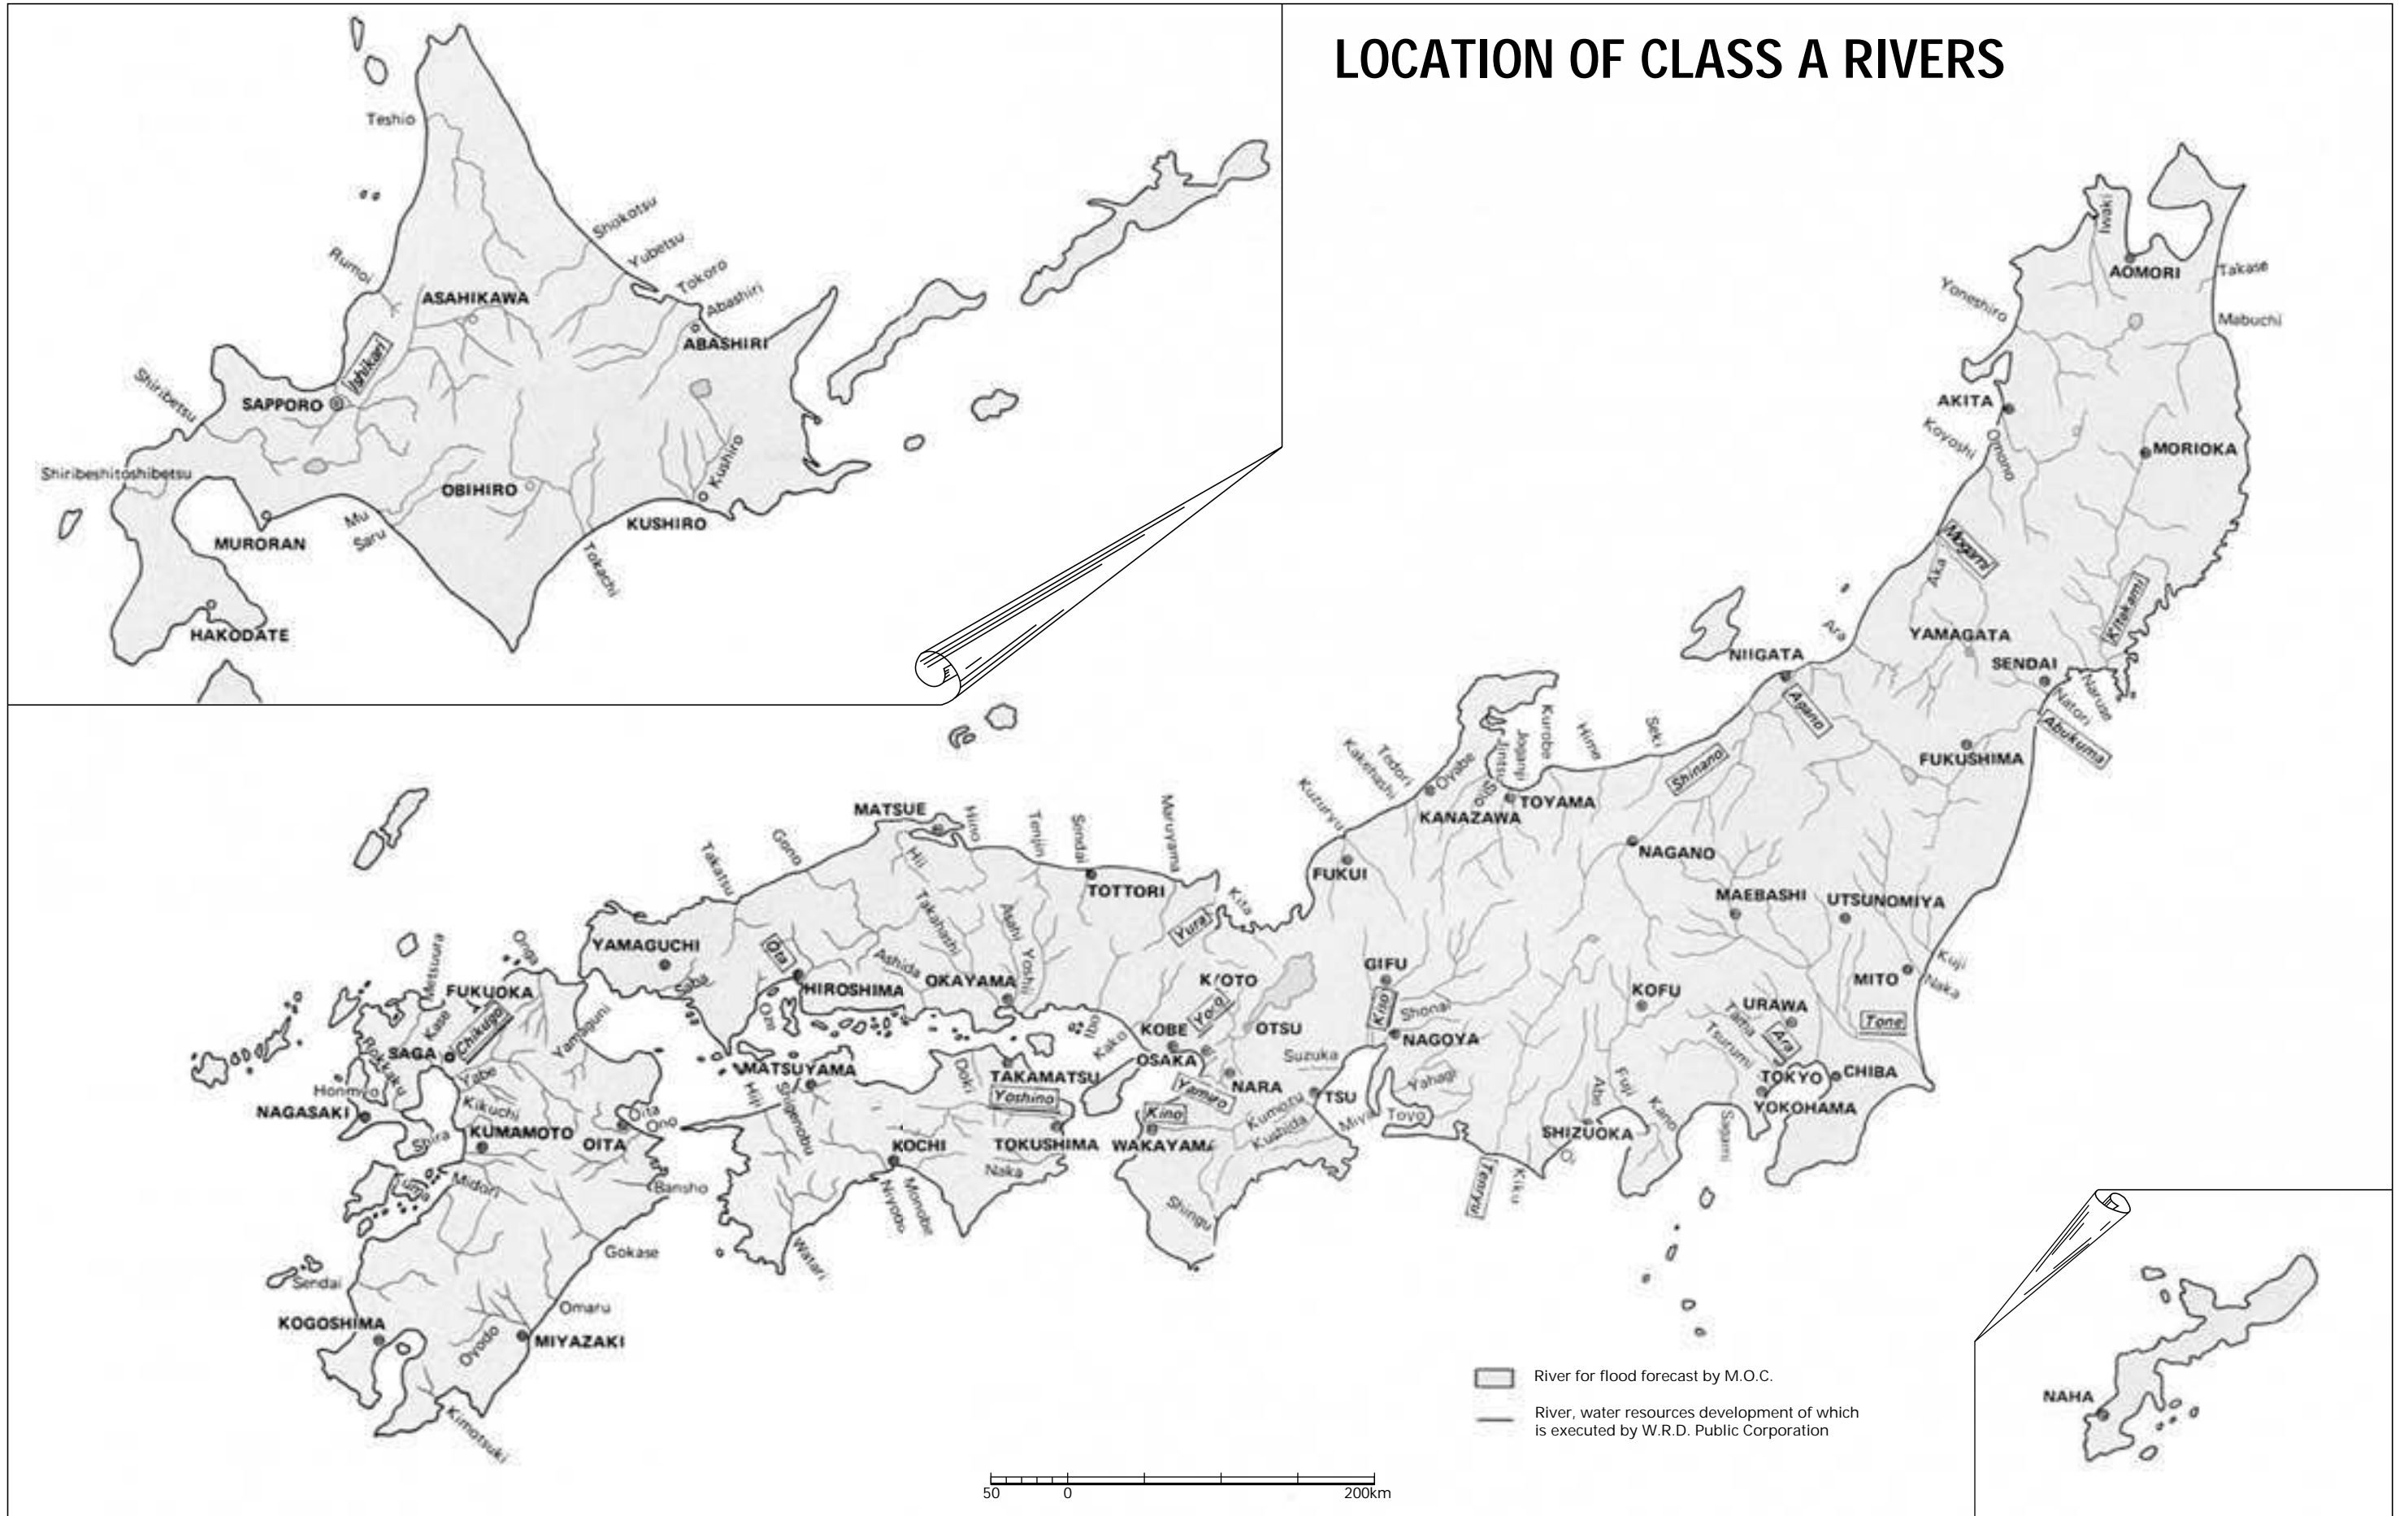 LOCATION OF CLASS A RIVERS
Teshio
Shokotsu
Yubetsu
Tokoro
Abashiri
Rumoi
ASAHIKAWA
ABASHIRI
Ishikari
Shiribetsu
SAPPORO
Shiribeshitoshibetsu
OBIHIRO
Kushiro
KUSHIRO
Mu
Saru
MURORAN
Tokachi
HAKODATE
Iwaki
AOMORI
Takase
Yoneshiro
Mabuchi
AKITA
Koyoshi
Omono
MORIOKA
Mogami
Aka
Kitakami
Ara
YAMAGATA
NIIGATA
SENDAI
Naruse
Natori
Abukuma
Agano
FUKUSHIMA
Kurobe
Joganji
Jintsu
Hime
Seki
Shinano
Tedori
Kakehashi
Oyabe
Sho
TOYAMA
KANAZAWA
Kuzuryu
NAGANO
FUKUI
MAEBASHI
UTSUNOMIYA
MATSUE
Hino
Tenjin
Sindai
Maruyama
Gono
Takatsu
Hii
TOTTORI
Kita
Yura
Takahashi
Asahi
Yoshii
YAMAGUCHI
Ota
Saba
HIROSHIMA
Ashida
OKAYAMA
Oze
K/OTO
Yodo
GIFU
Kiso
Shonai
KOFU
URAWA
MITO
Kuji
Naka
Tone
Tama
Ara
Tsurumi
KOBE
OTSU
NAGOYA
Ibo
Kako
OSAKA
Suzuka
NARA
Yamato
TSU
Yahagi
Toyo
Miya
Kumozu
Kushida
Kino
WAKAYAMA
Shingu
Abe
Fuji
Kano
SHIZUOKA
Oi
Tenryu
Kiku
Sagami
TOKYO
CHIBA
YOKOHAMA
Onga
FUKUOKA
Kase
Chikugo
SAGA
Yamaguni
Rokkaku
Honmyo
Yabe
NAGASAKI
Kikuchi
Oita
Ono
KUMAMOTO
OITA
Shira
Midori
Bansho
MATSUYAMA
Hiji
Shigenobu
Doki
TAKAMATSU
Yoshino
KOCHI
TOKUSHIMA
Naka
Niyodo
Monobe
Watari
Gokase
Sendai
Omaru
KOGOSHIMA
Oyodo
MIYAZAKI
Kimotsuki
NAHA
River for flood forecast by M.O.C.
River, water resources development of which
is executed by W.R.D. Public Corporation
50 0 200km